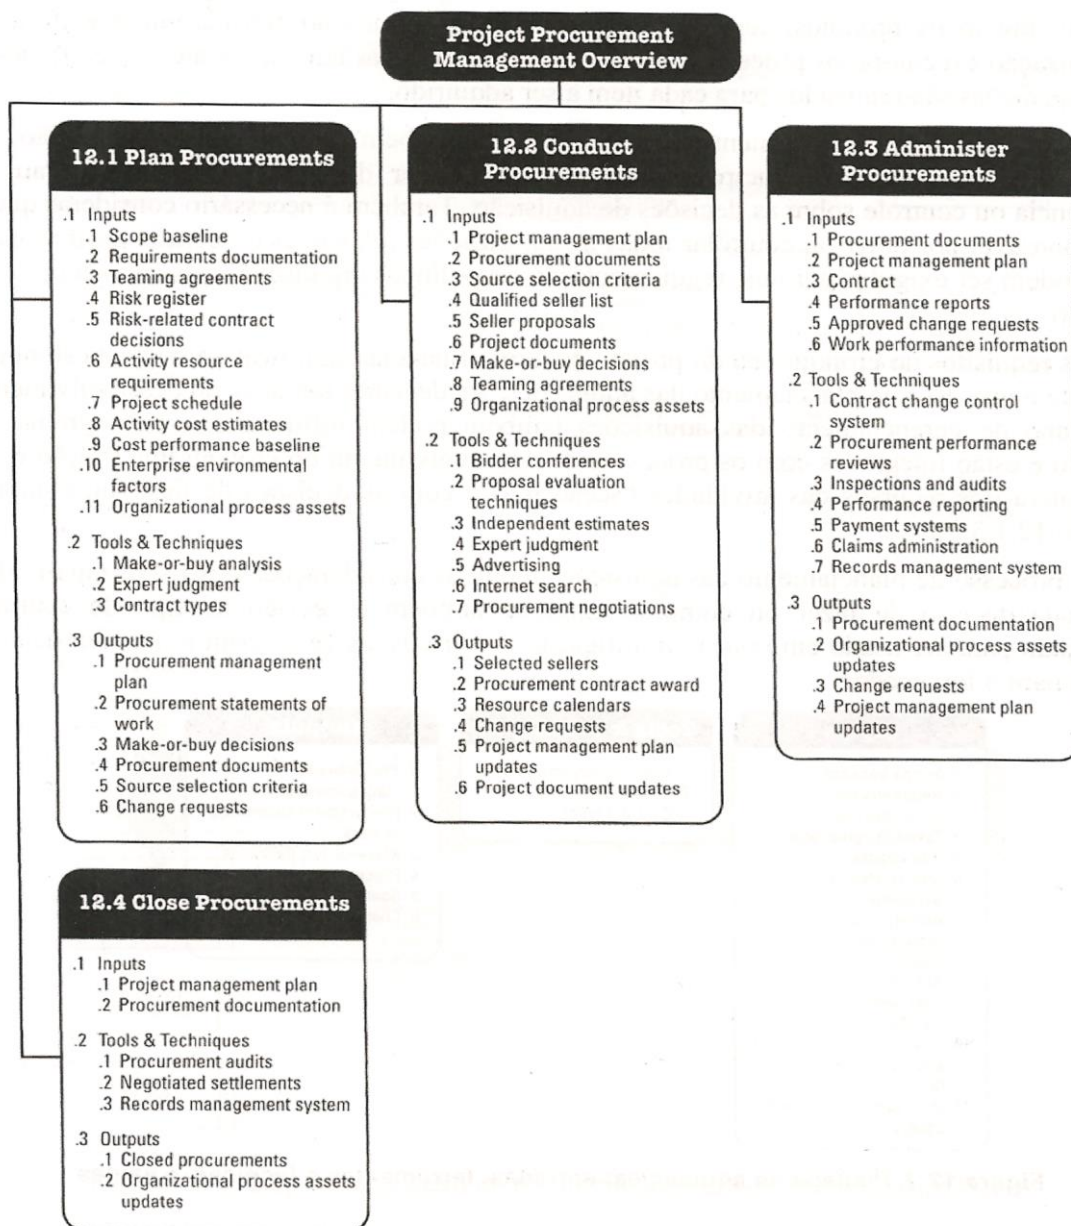 Project Procurement
Management Overview
12.1 Plan Procurements
.1 Inputs
.1 Scope baseline
.2 Requirements documentation
.3 Teaming agreements
.4 Risk register
.5 Risk-related contract
decisions
.6 Activity resource
requirements
.7 Project schedule
.8 Activity cost estimates
.9 Cost performance baseline
.10 Enterprise environmental
factors
.11 Organizational process assets
.2 Tools & Techniques
.1 Make-or-buy analysis
.2 Expert judgment
.3 Contract types
.3 Outputs
.1 Procurement management
plan
.2 Procurement statements of
work
.3 Make-or-buy decisions
.4 Procurement documents
.5 Source selection criteria
.6 Change requests
12.2 Conduct
Procurements
.1 Inputs
.1 Project management plan
.2 Procurement documents
.3 Source selection criteria
.4 Qualified seller list
.5 Seller proposals
.6 Project documents
.7 Make-or-buy decisions
.8 Teaming agreements
.9 Organizational process assets
.2 Tools & Techniques
.1 Bidder conferences
.2 Proposal evaluation
techniques
.3 Independent estimates
.4 Expert judgment
.5 Advertising
.6 Internet search
.7 Procurement negotiations
.3 Outputs
.1 Selected sellers
.2 Procurement contract award
.3 Resource calendars
.4 Change requests
.5 Project management plan
updates
.6 Project document updates
12.3 Administer
Procurements
.1 Inputs
.1 Procurement documents
.2 Project management plan
.3 Contract
.4 Performance reports
.5 Approved change requests
.6 Work performance information
.2 Tools & Techniques
.1 Contract change control
system
.2 Procurement performance
reviews
.3 Inspections and audits
.4 Performance reporting
.5 Payment systems
.6 Claims administration
.7 Records management system
.3 Outputs
.1 Procurement documentation
.2 Organizational process assets
updates
.3 Change requests
.4 Project management plan
updates
12.4 Close Procurements
.1 Inputs
.1 Project management plan
.2 Procurement documentation
.2 Tools & Techniques
.1 Procurement audits
.2 Negotiated settlements
.3 Records management system
.3 Outputs
.1 Closed procurements
.2 Organizational process assets
updates